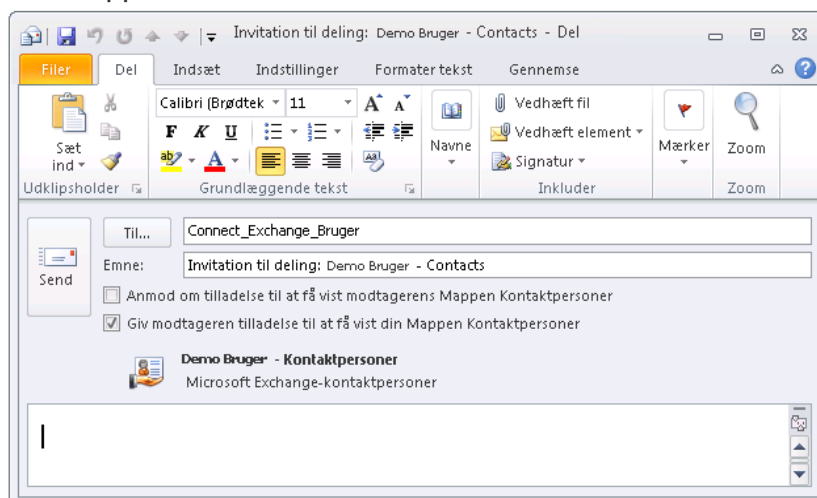 Invitation til deling: Demo Bruger - Contacts - Del
Filer Del Indsæt Indstillinger Formater tekst Gennemse
Calibri (Brødtek 11 A A
F K U
ab A
Aa
Sæt
ind
Navne
Vedhæft fil
Vedhæft element
Signatur
Mærker
Zoom
Udklipsholder Grundlæggende tekst Inkluder Zoom
Til... Connect_Exchange_Bruger
Emne: Invitation til deling: Demo Bruger - Contacts
Send
Anmod om tilladelse til at få vist modtagerens Mappen Kontaktpersoner
Giv modtageren tilladelse til at få vist din Mappen Kontaktpersoner
Demo Bruger - Kontaktpersoner
Microsoft Exchange-kontaktpersoner